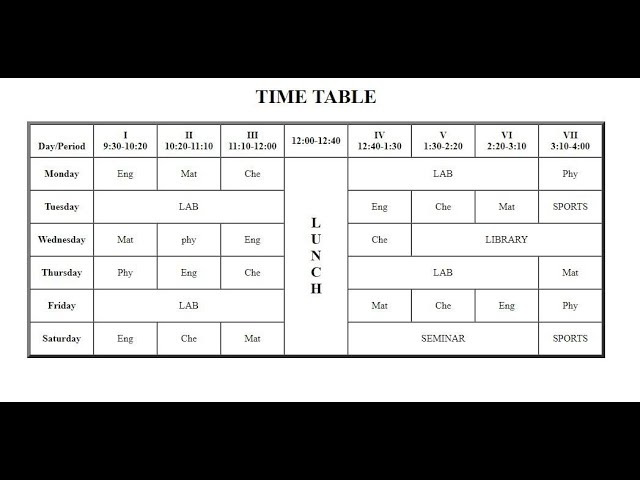 TIME TABLE
Day/Period I 9:30-10:20 II 10:20-11:10 III 11:10-12:00 12:00-12:40 IV 12:40-1:30 V 1:30-2:20 VI 2:20-3:10 VII 3:10-4:00
Monday Eng Mat Che LUNCH LAB Phy
Tuesday LAB Eng Che Mat SPORTS
Wednesday Mat phy Eng Che LIBRARY
Thursday Phy Eng Che LAB Mat
Friday LAB Mat Che Eng Phy
Saturday Eng Che Mat SEMINAR SPORTS